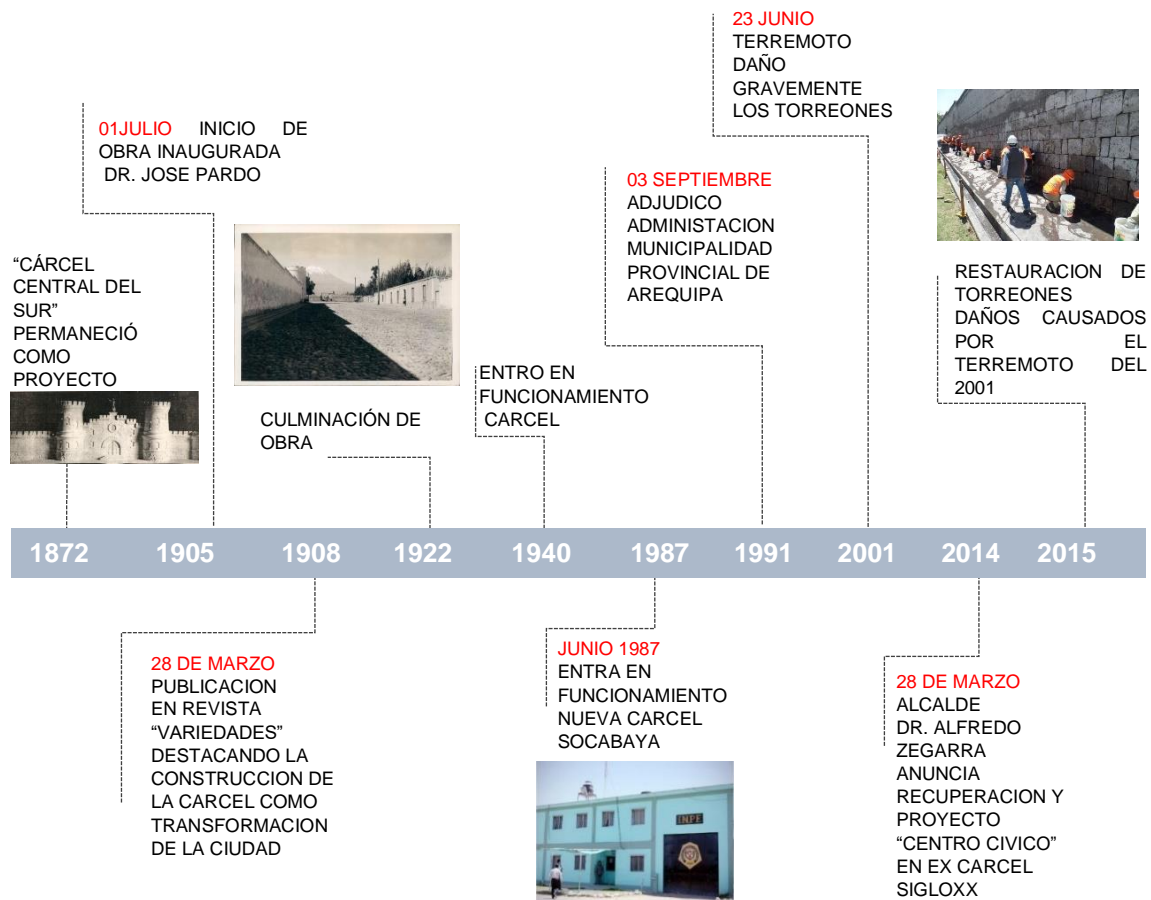 23 JUNIO
TERREMOTO
DAÑO
GRAVEMENTE
LOS TORREONES
01JULIO INICIO DE
OBRA INAUGURADA
DR. JOSE PARDO
03 SEPTIEMBRE
ADJUDICO
ADMINISTACION
MUNICIPALIDAD
PROVINCIAL DE
AREQUIPA
“CÁRCEL
CENTRAL DEL
SUR”
PERMANECIÓ
COMO
PROYECTO
RESTAURACION DE
TORREONES
DAÑOS CAUSADOS
POR EL
TERREMOTO DEL
2001
ENTRO EN
FUNCIONAMIENTO
CARCEL
CULMINACIÓN DE
OBRA
1872 1905 1908 1922 1940 1987 1991 2001 2014 2015
28 DE MARZO
PUBLICACION
EN REVISTA
“VARIEDADES”
DESTACANDO LA
CONSTRUCCION DE
LA CARCEL COMO
TRANSFORMACION
DE LA CIUDAD
JUNIO 1987
ENTRA EN
FUNCIONAMIENTO
NUEVA CARCEL
SOCABAYA
INPE
28 DE MARZO
ALCALDE
DR. ALFREDO
ZEGARRA
ANUNCIA
RECUPERACION Y
PROYECTO
“CENTRO CIVICO”
EN EX CARCEL
SIGLOXX